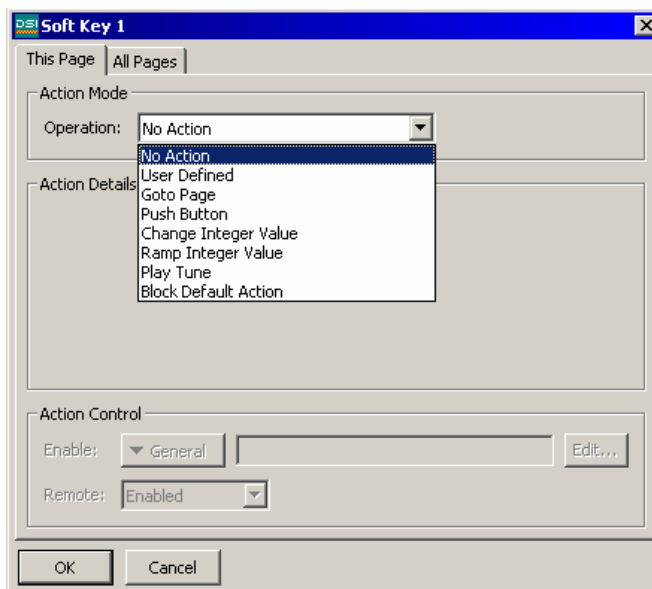 DSI Soft Key 1
This Page All Pages
Action Mode
Operation: No Action
No Action
User Defined
Goto Page
Push Button
Change Integer Value
Ramp Integer Value
Play Tune
Block Default Action
Action Details
Action Control
Enable: General Edit...
Remote: Enabled
OK Cancel